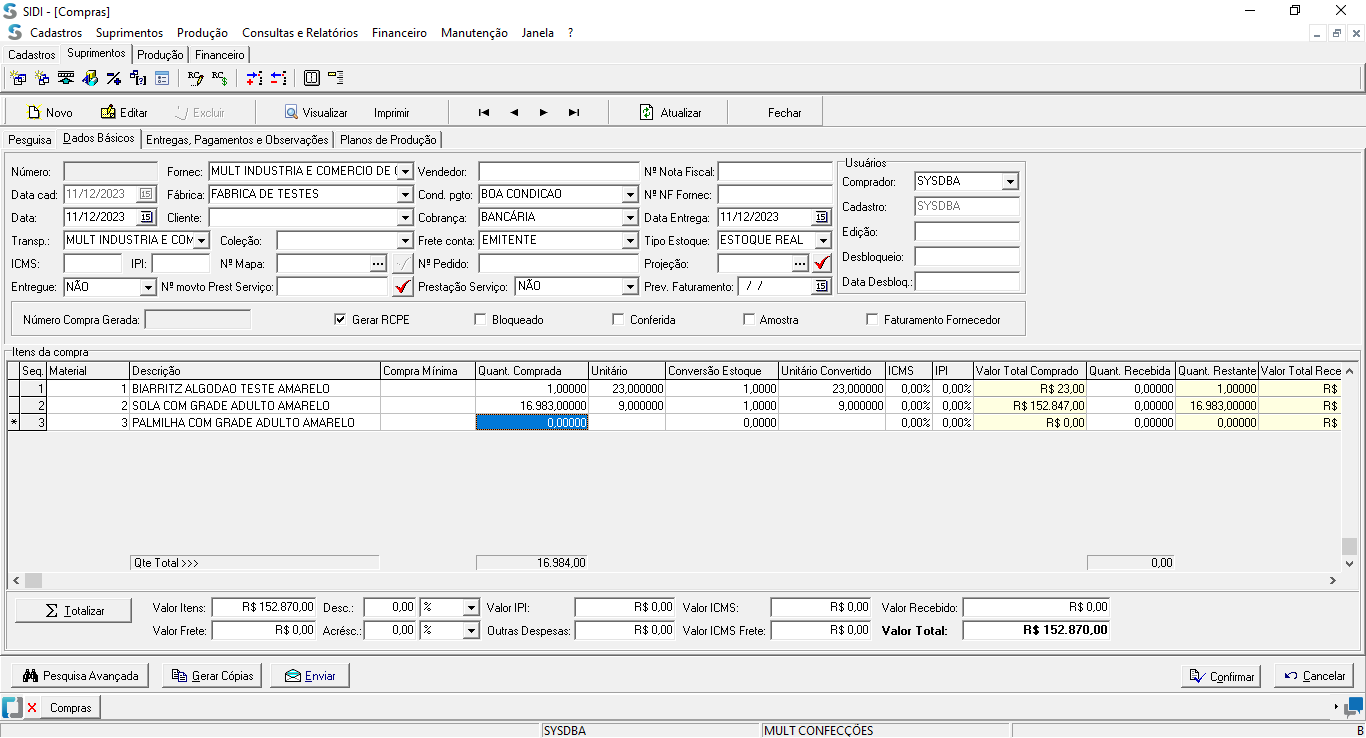 SIDI - [Compras]
Cadastros Suprimentos Produção Consultas e Relatórios Financeiro Manutenção Janela ?
Cadastros Suprimentos Produção Financeiro
Novo Editar Excluir Visualizar Imprimir Atualizar Fechar
Pesquisa Dados Básicos Entregas, Pagamentos e Observações Planos de Produção
Usuários
Número: Fornec: MULT INDUSTRIA E COMERCIO DE ( Vendedor: Nº Nota Fiscal: Comprador: SYSDBA
Data cad: 11/12/2023 15 Fábrica: FABRICA DE TESTES Cond. pgto: BOA CONDICAO Nº NF Fornec: Cadastro: SYSDBA
Data: 11/12/2023 15 Cliente: Cobrança: BANCÁRIA Data Entrega: 11/12/2023 15 Edição:
Transp.: MULT INDUSTRIA E COM Coleção: Frete conta: EMITENTE Tipo Estoque: ESTOQUE REAL Desbloqueio:
ICMS: IPI: Nº Mapa: ... Nº Pedido: Projeção: ... Data Desbloq.:
Entregue: NÃO Nº movto Prest Serviço: Prestação Serviço: NÃO Prev. Faturamento: / / 15
Número Compra Gerada: Gerar RCPE Bloqueado Conferida Amostra Faturamento Fornecedor
Itens da compra
Seq. Material Descrição Compra Mínima Quant. Comprada Unitário Conversão Estoque Unitário Convertido ICMS IPI Valor Total Comprado Quant. Recebida Quant. Restante Valor Total Rece
1 1 BIARRITZ ALGODAO TESTE AMARELO 1,00000 23,000000 1,0000 23,000000 0,00% 0,00% R$ 23,00 0,00000 1,00000 R$
2 2 SOLA COM GRADE ADULTO AMARELO 16.983,00000 9,000000 1,0000 9,000000 0,00% 0,00% R$ 152.847,00 0,00000 16.983,00000 R$
* 3 3 PALMILHA COM GRADE ADULTO AMARELO 0,00000 0,0000 0,00% 0,00% R$ 0,00 0,00000 0,00000 R$
Qte Total >>> 16.984,00 0,00
Σ Totalizar Valor Itens: R$ 152.870,00 Desc.: 0,00 % Valor IPI: R$ 0,00 Valor ICMS: R$ 0,00 Valor Recebido: R$ 0,00
Valor Frete: R$ 0,00 Acrésc.: 0,00 % Outras Despesas: R$ 0,00 Valor ICMS Frete: R$ 0,00 Valor Total: R$ 152.870,00
Pesquisa Avançada Gerar Cópias Enviar Confirmar Cancelar
Compras
SYSDBA MULT CONFECÇÕES B